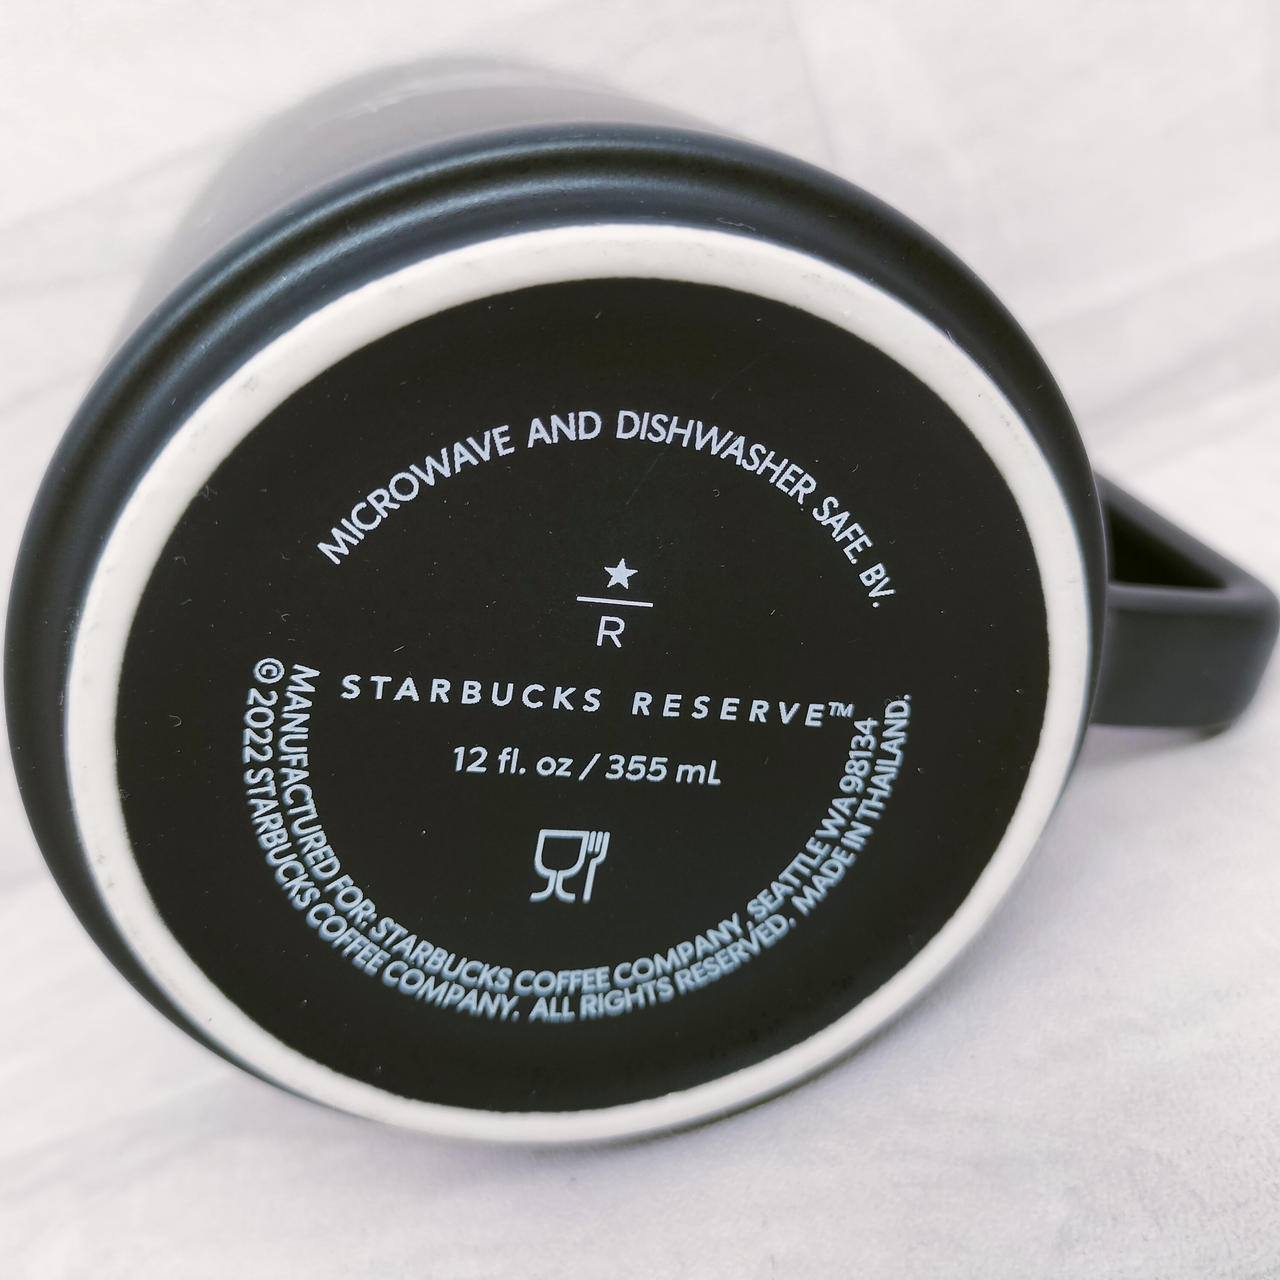 MICROWAVE AND DISHWASHER SAFE. BV.
R
STARBUCKS RESERVE™
12 fl. oz / 355 mL
MANUFACTURED FOR: STARBUCKS COFFEE COMPANY, SEATTLE WA 98134
© 2022 STARBUCKS COFFEE COMPANY. ALL RIGHTS RESERVED. MADE IN THAILAND.